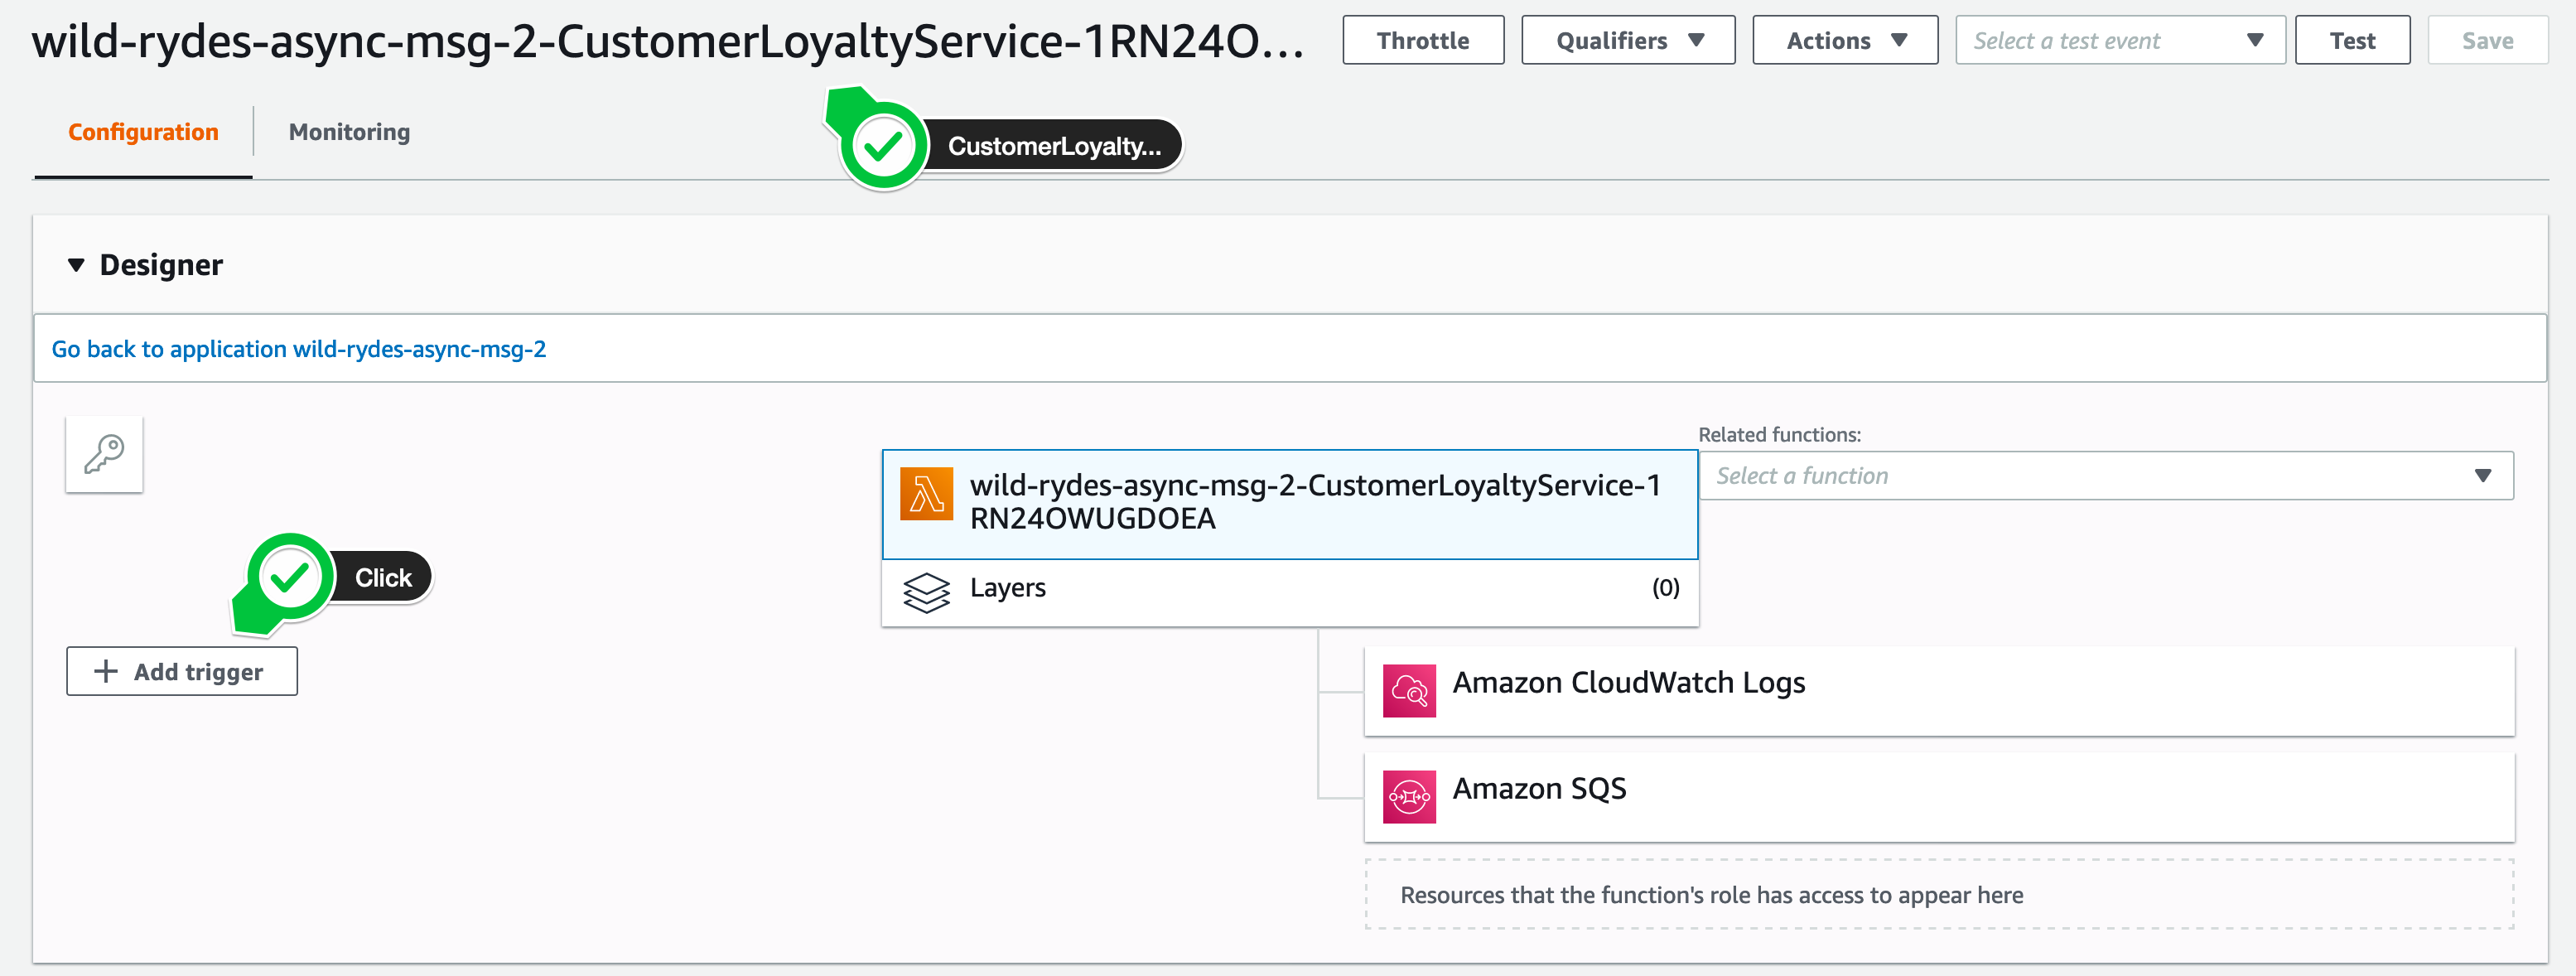 wild-rydes-async-msg-2-CustomerLoyaltyService-1RN24O...
Throttle
Qualifiers
Actions
Select a test event
Test
Save
Configuration
Monitoring
CustomerLoyalty...
Designer
Go back to application wild-rydes-async-msg-2
Related functions:
Select a function
wild-rydes-async-msg-2-CustomerLoyaltyService-1
RN24OWUGDOEA
Click
Layers
(0)
+ Add trigger
Amazon CloudWatch Logs
Amazon SQS
Resources that the function's role has access to appear here